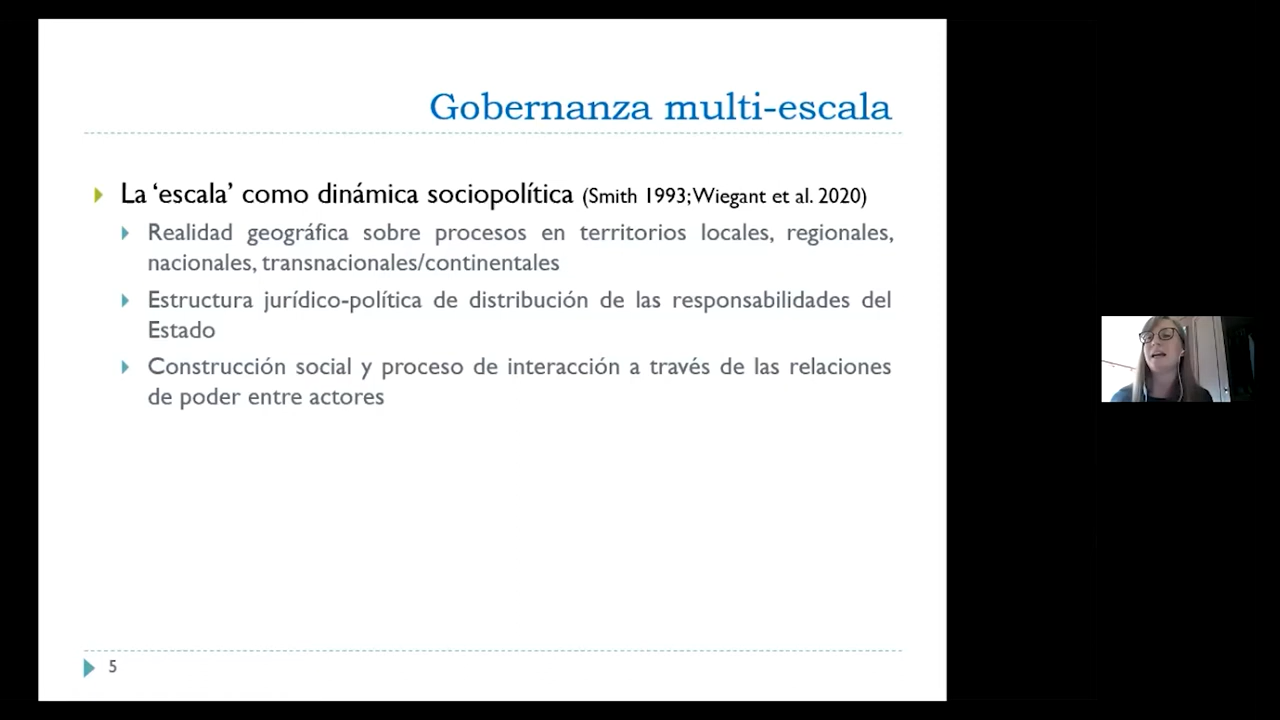 Gobernanza multi-escala
La ‘escala’ como dinámica sociopolítica (Smith 1993; Wiegant et al. 2020)
Realidad geográfica sobre procesos en territorios locales, regionales,
nacionales, transnacionales/continentales
Estructura jurídico-política de distribución de las responsabilidades del
Estado
Construcción social y proceso de interacción a través de las relaciones
de poder entre actores
5